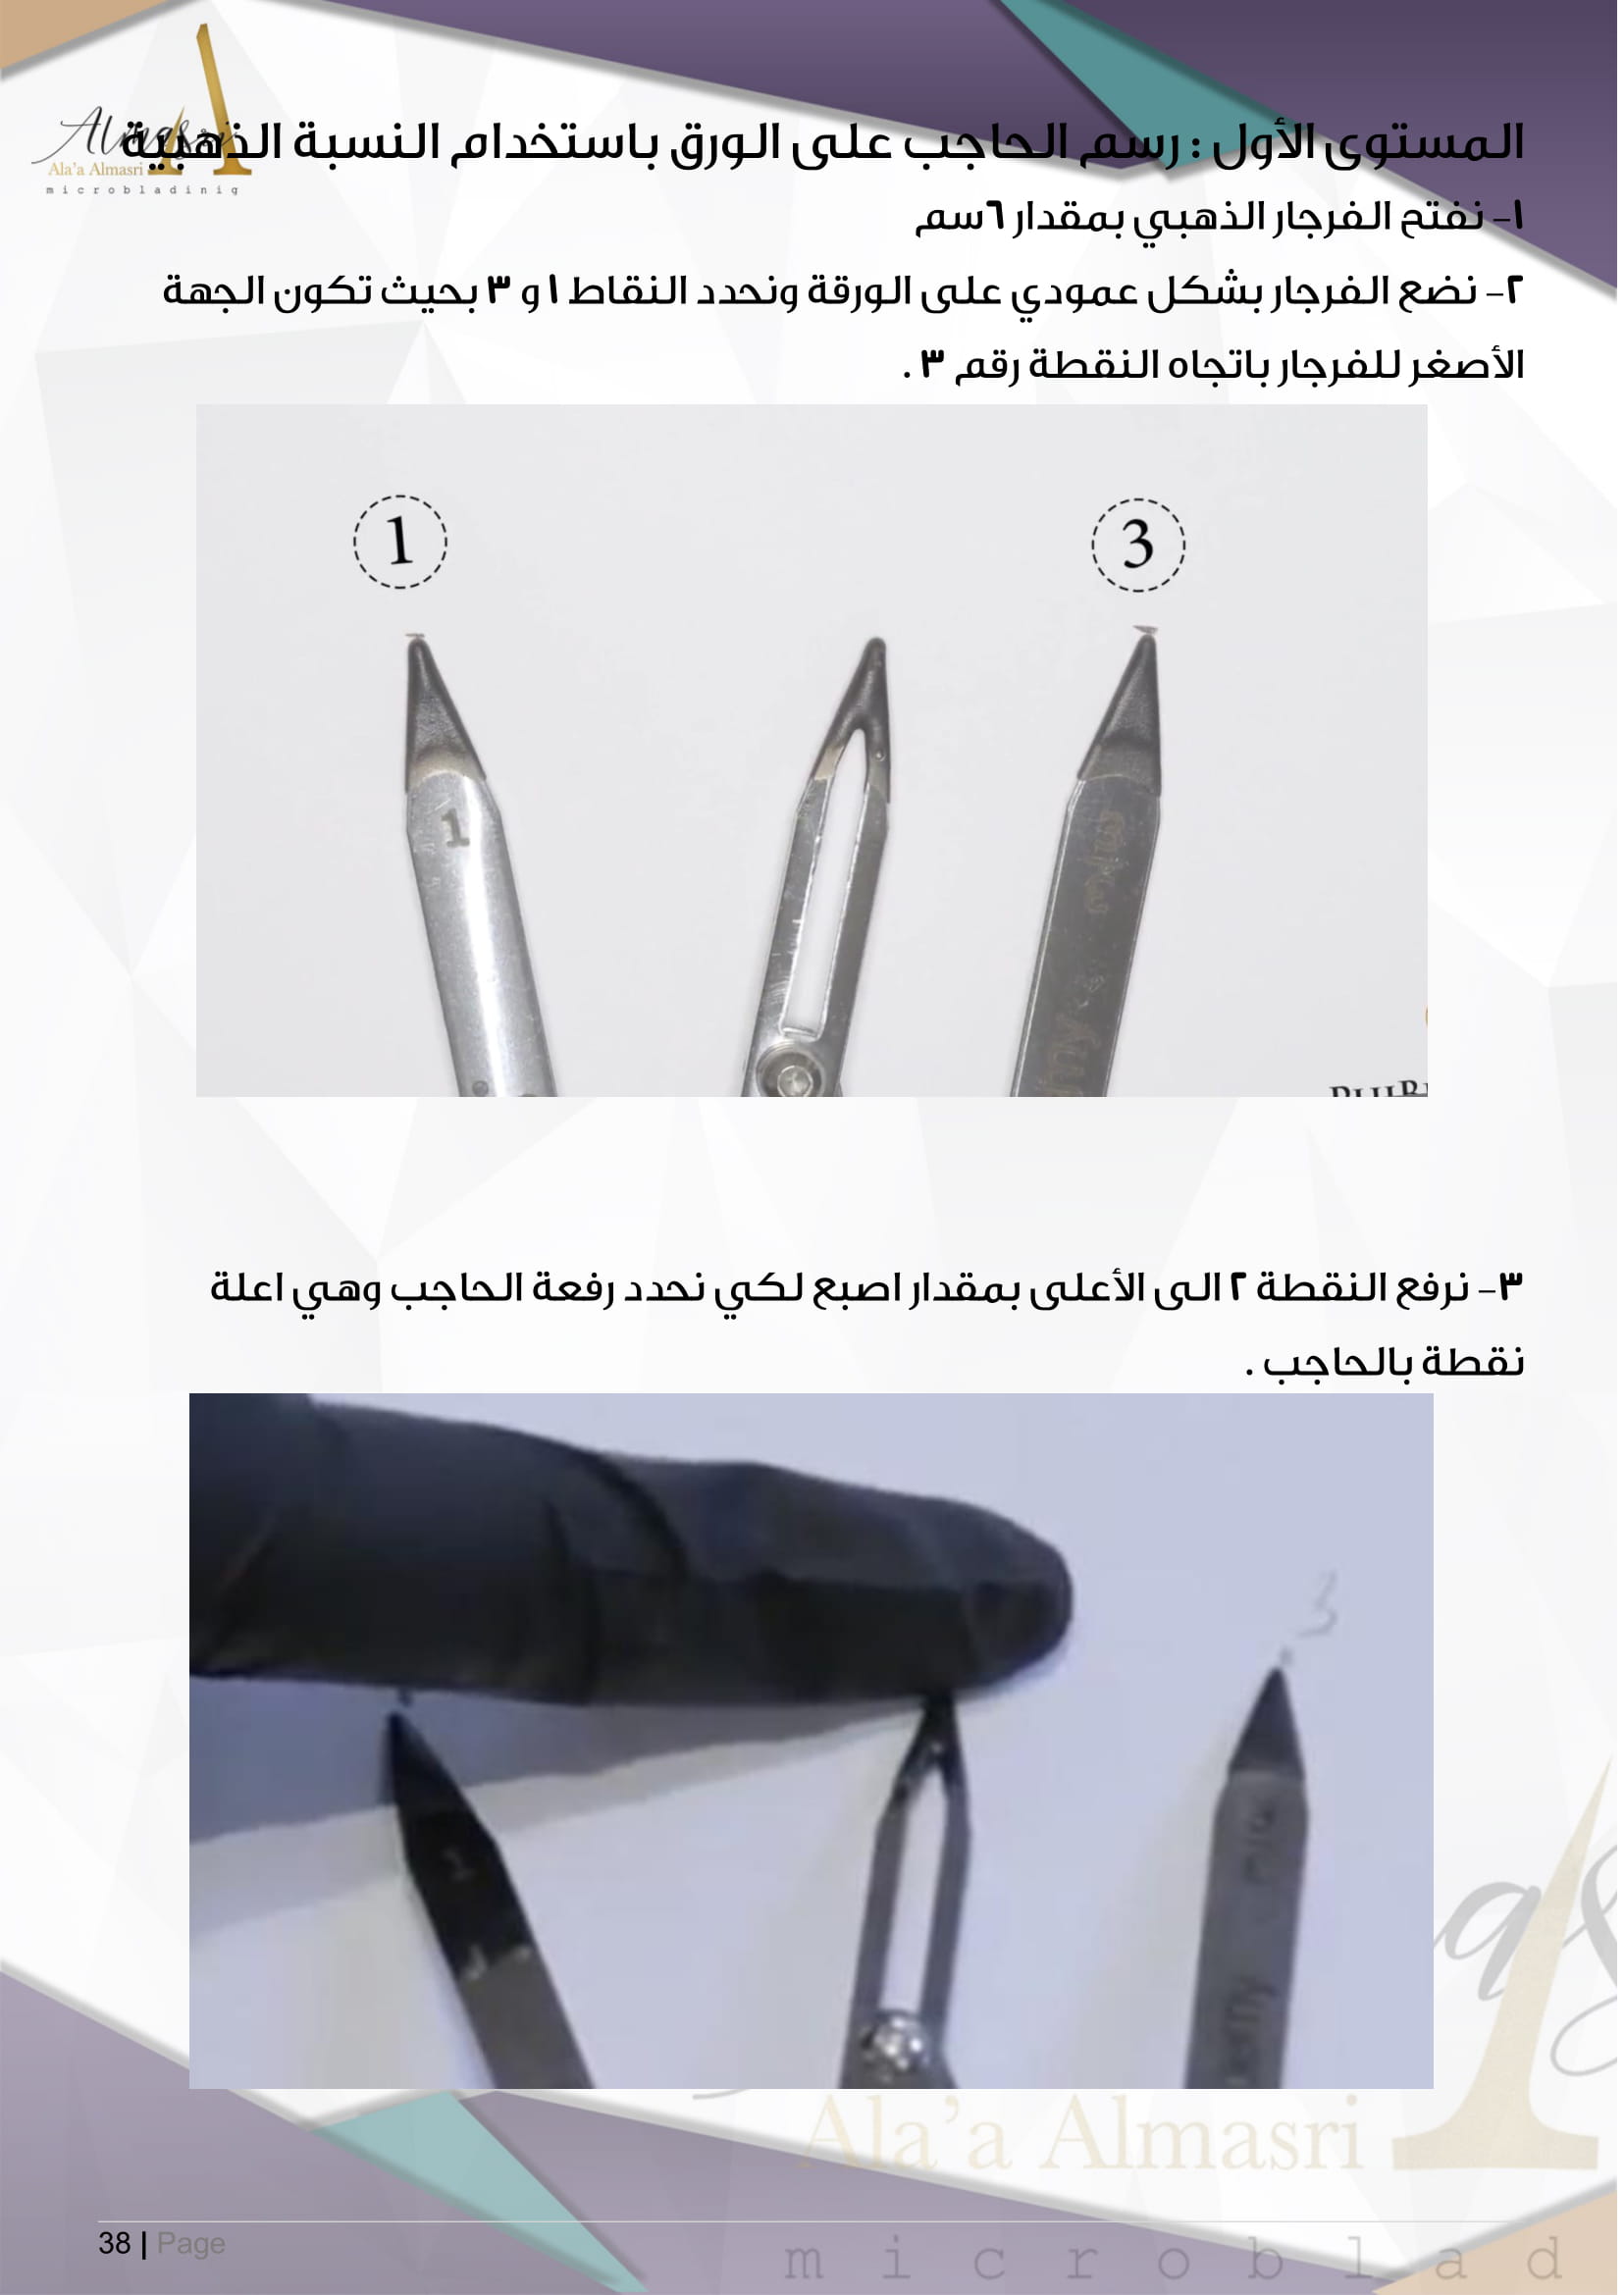 Almasri
Ala'a Almasri
microbladinig
المستوى الأول : رسم الحاجب على الورق باستخدام النسبة الذهبية
١- نفتح الفرجار الذهبي بمقدار ٦سم
٢- نضع الفرجار بشكل عمودي على الورقة ونحدد النقاط ١ و ٣ بحيث تكون الجهة
الأصغر للفرجار باتجاه النقطة رقم ٣ .
1
3
1
٣- نرفع النقطة ٢ الى الأعلى بمقدار اصبع لكي نحدد رفعة الحاجب وهي اعلة
نقطة بالحاجب .
3
1
Ala'a Almasri
38 | Page
microblad